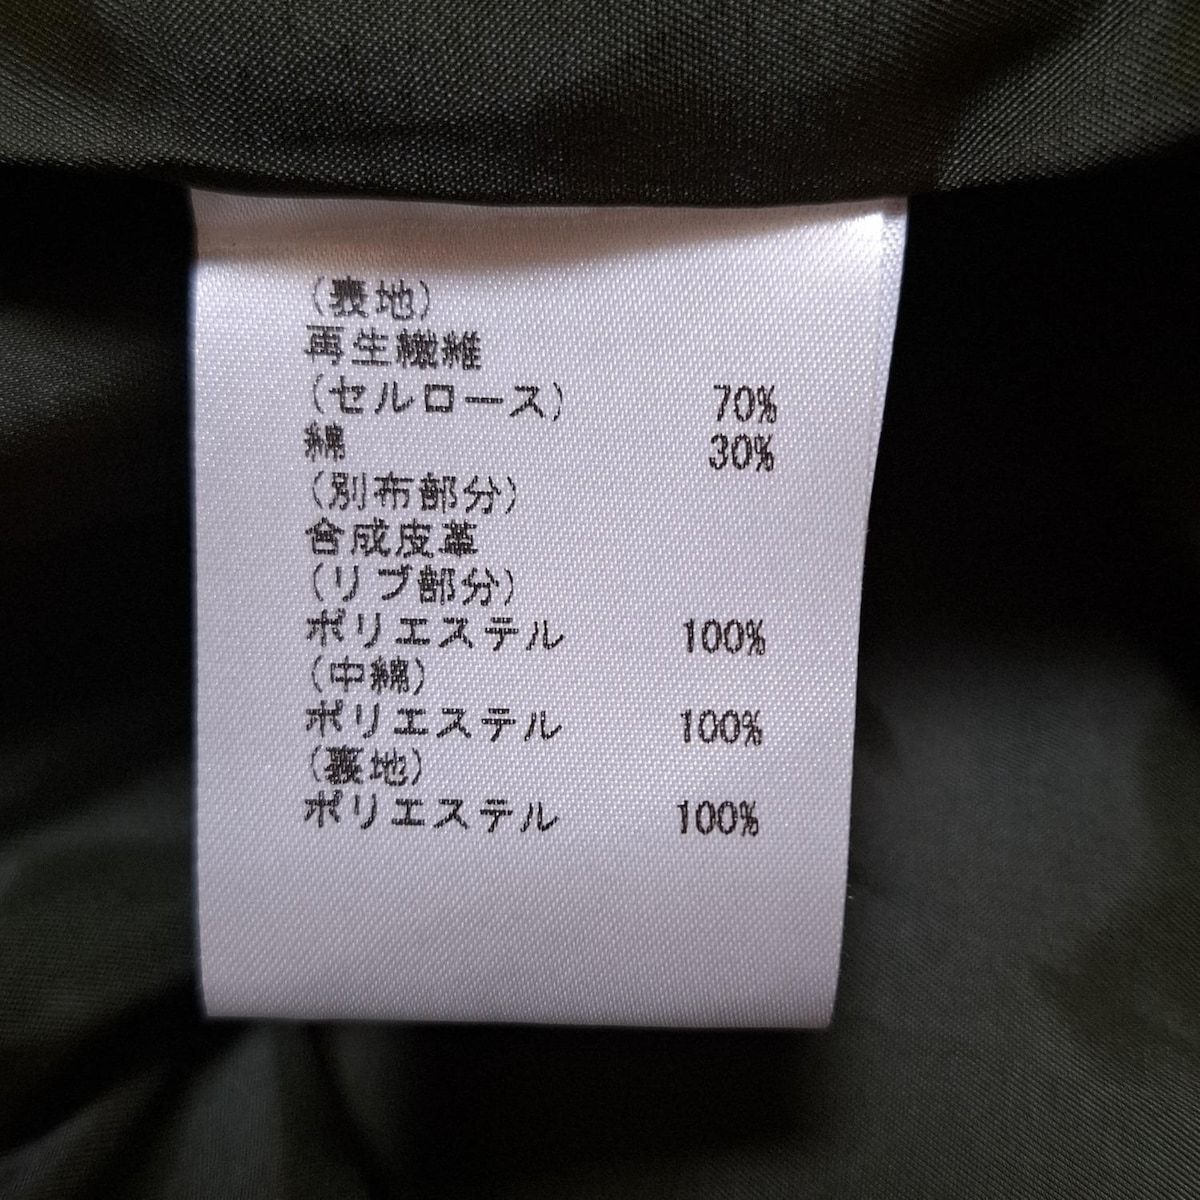 (表地)
再生繊維
(セルロース) 70%
綿 30%
(別布部分)
合成皮革
(リブ部分)
ポリエステル 100%
(中綿)
ポリエステル 100%
(裏地)
ポリエステル 100%